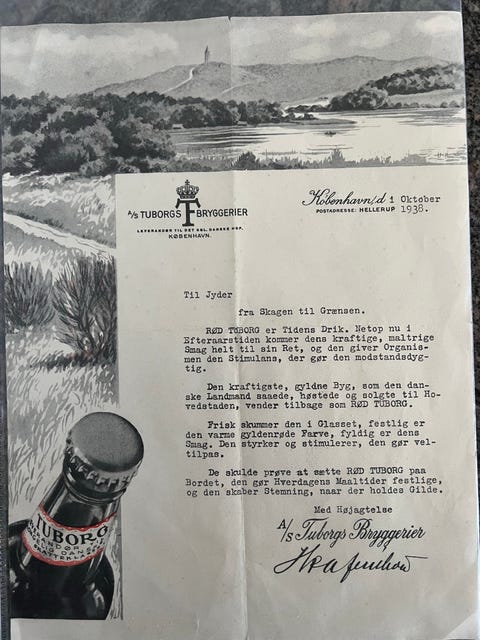 A/S TUBORGS BRYGGERIER
LEVERANDØR TIL DET KGL. DANSKE HOF.
KØBENHAVN.
København, d 1 Oktober
POSTADRESSE: HELLERUP 1938.
Til Jyder
fra Skagen til Grænsen.
RØD TUBORG er Tidens Drik. Netop nu i
Efteraarstiden kommer dens kraftige, maltrige
Smag helt til sin Ret, og den giver Organis-
men den Stimulans, der gør den modstandsdyg-
tig.
Den kraftigste, gyldne Byg, som den dan-
ske Landmand saaede, høstede og solgte til Ho-
vedstaden, vender tilbage som RØD TUBORG.
Frisk skummer den i Glasset, festlig er
den varme gyldenrøde Farve, fyldig er dens
Smag. Den styrker og stimulerer, den gør vel-
tilpas.
De skulde prøve at sætte RØD TUBORG paa
Bordet, den gør Hverdagens Maaltider festlige,
og den skaber Stemning, naar der holdes Gilde.
Med Højagtelse
A/S Tuborgs Bryggerier
TUBORG